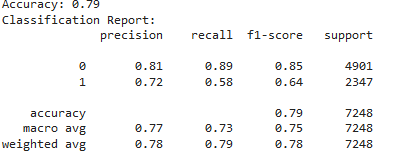 Accuracy: 0.79
Classification Report:
precision recall f1-score support
0 0.81 0.89 0.85 4901
1 0.72 0.58 0.64 2347
accuracy 0.79 7248
macro avg 0.77 0.73 0.75 7248
weighted avg 0.78 0.79 0.78 7248